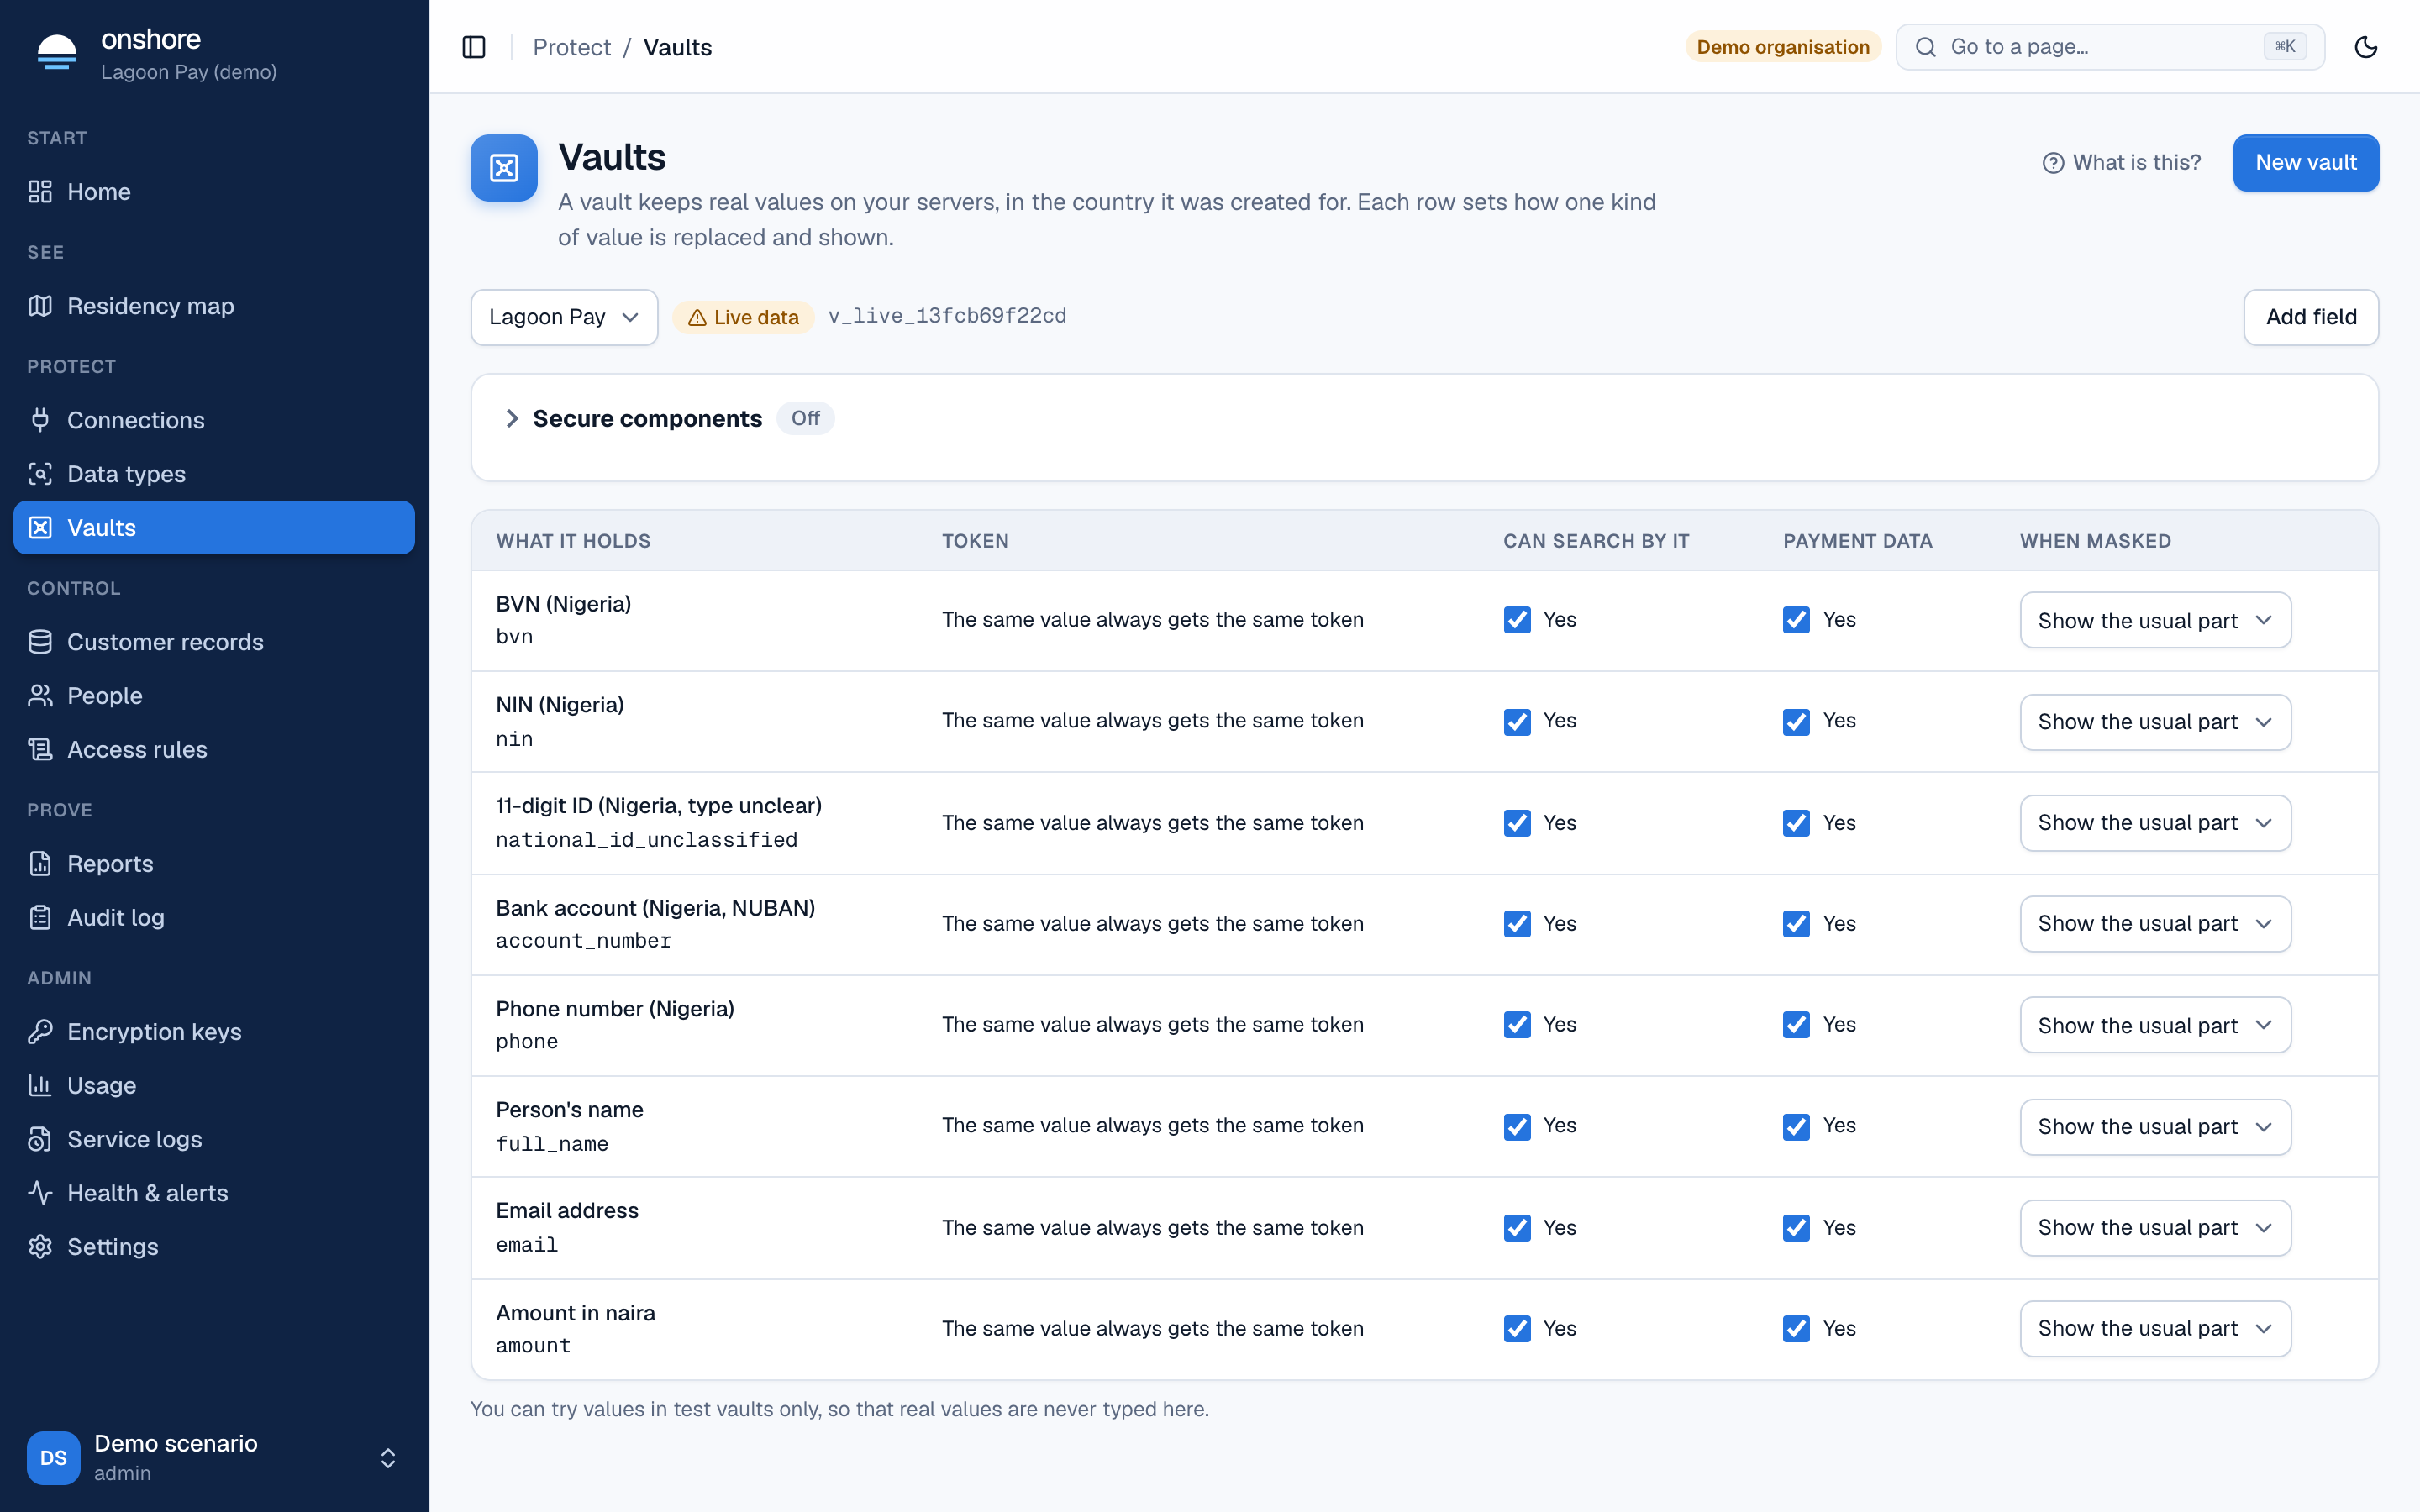 onshore
Lagoon Pay (demo)
START
Home
SEE
Residency map
PROTECT
Connections
Data types
Vaults
CONTROL
Customer records
People
Access rules
PROVE
Reports
Audit log
ADMIN
Encryption keys
Usage
Service logs
Health & alerts
Settings
DS
Demo scenario
admin
Protect / Vaults
Demo organisation
Go to a page...
⌘K
Vaults
A vault keeps real values on your servers, in the country it was created for. Each row sets how one kind
of value is replaced and shown.
What is this?
New vault
Lagoon Pay
Live data
v_live_13fcb69f22cd
Add field
Secure components
Off
WHAT IT HOLDS TOKEN CAN SEARCH BY IT PAYMENT DATA WHEN MASKED
BVN (Nigeria)
bvn
The same value always gets the same token Yes Yes Show the usual part
NIN (Nigeria)
nin
The same value always gets the same token Yes Yes Show the usual part
11-digit ID (Nigeria, type unclear)
national_id_unclassified
The same value always gets the same token Yes Yes Show the usual part
Bank account (Nigeria, NUBAN)
account_number
The same value always gets the same token Yes Yes Show the usual part
Phone number (Nigeria)
phone
The same value always gets the same token Yes Yes Show the usual part
Person's name
full_name
The same value always gets the same token Yes Yes Show the usual part
Email address
email
The same value always gets the same token Yes Yes Show the usual part
Amount in naira
amount
The same value always gets the same token Yes Yes Show the usual part
You can try values in test vaults only, so that real values are never typed here.